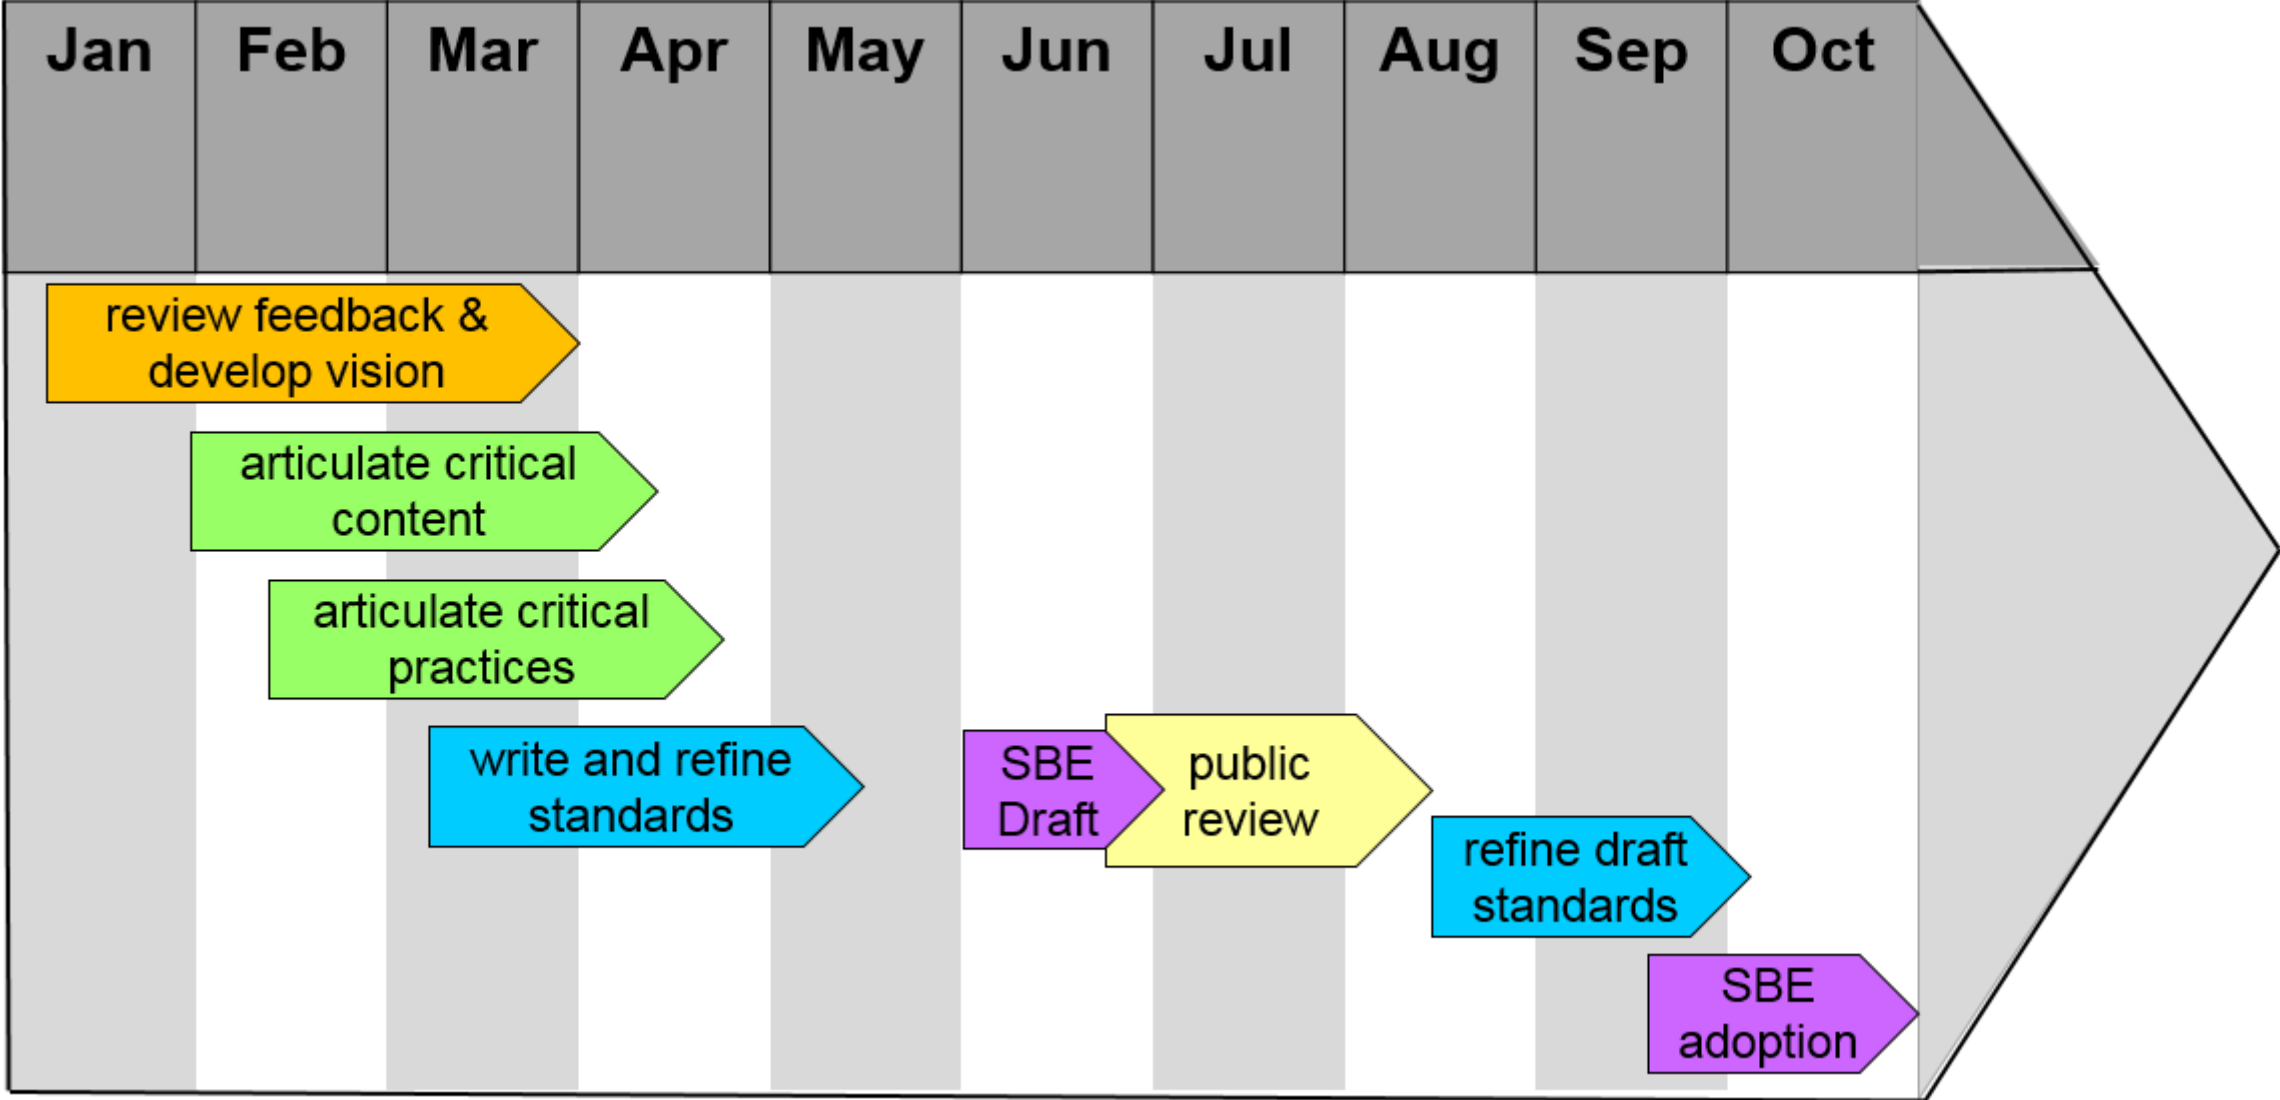 Jan Feb Mar Apr May Jun Jul Aug Sep Oct
review feedback &
develop vision
articulate critical
content
articulate critical
practices
write and refine
standards
SBE
Draft
public
review
refine draft
standards
SBE
adoption